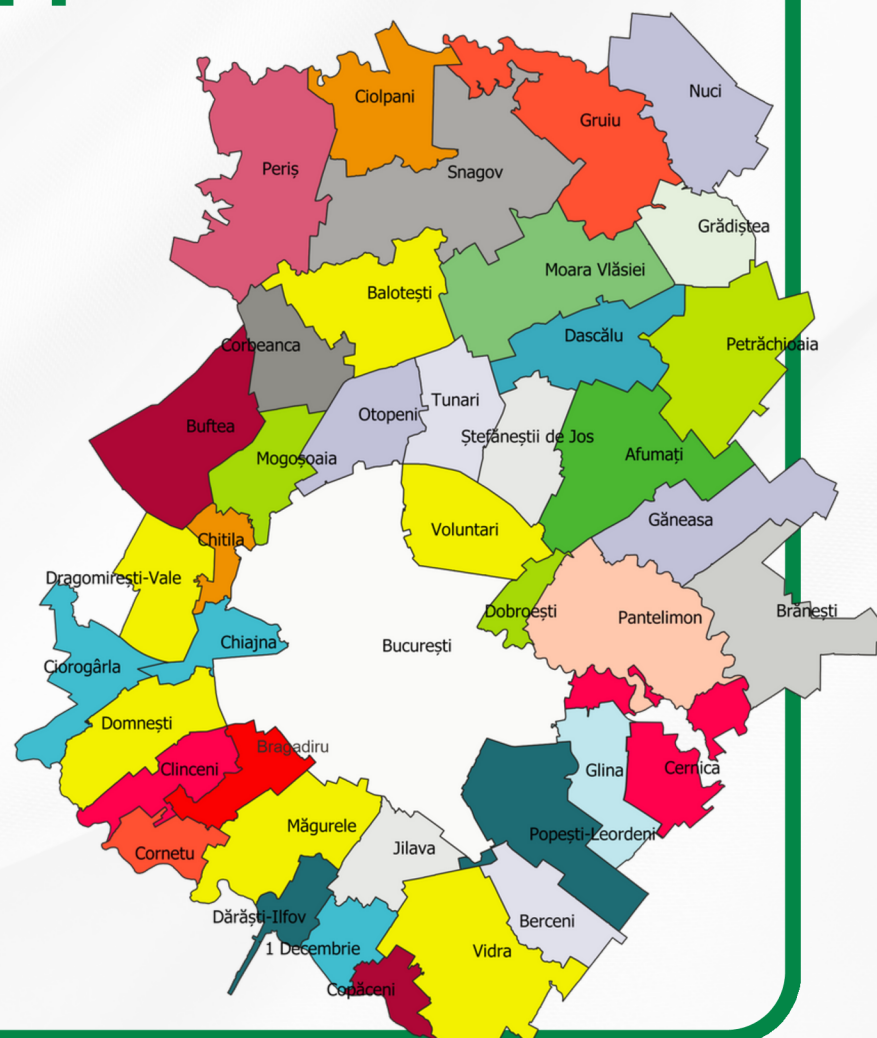 Nuci
Ciolpani
Gruiu
Periș
Snagov
Grădiștea
Moara Vlăsiei
Balotești
Dascălu
Petrăchioaia
Corbeanca
Tunari
Otopeni
Buftea
Ștefăneștii de Jos
Afumați
Mogoșoaia
Găneasa
Voluntari
Chitila
Dragomirești-Vale
Dobroești
Brănești
Pantelimon
Chiajna
București
Ciorogârla
Domnești
Bragadiru
Clinceni
Glina
Cernica
Măgurele
Popești-Leordeni
Jilava
Cornetu
Dărăști-Ilfov
Berceni
1 Decembrie
Vidra
Copăceni